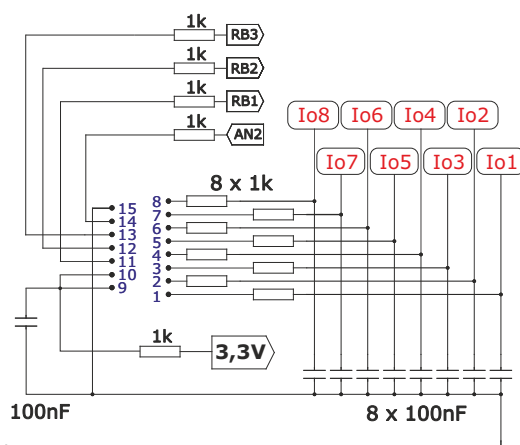 1k RB3
1k RB2
1k RB1
1k AN2
Io8 Io6 Io4 Io2
Io7 Io5 Io3 Io1
8 x 1k
15 8
14 7
13 6
12 5
11 4
10 3
9 2
1
1k 3,3V
100nF 8 x 100nF